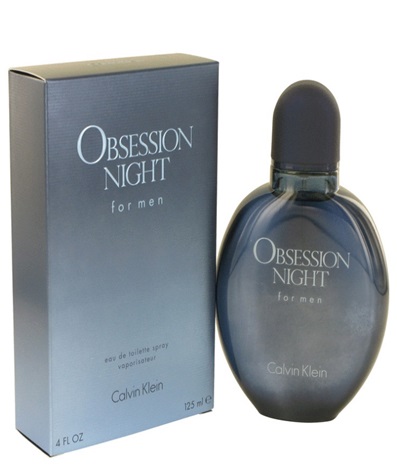 OBSESSION
NIGHT
for men
eau de toilette spray
vaporisateur
Calvin Klein
4 FL OZ
125 ml ℮
OBSESSION
NIGHT
for men
Calvin Klein